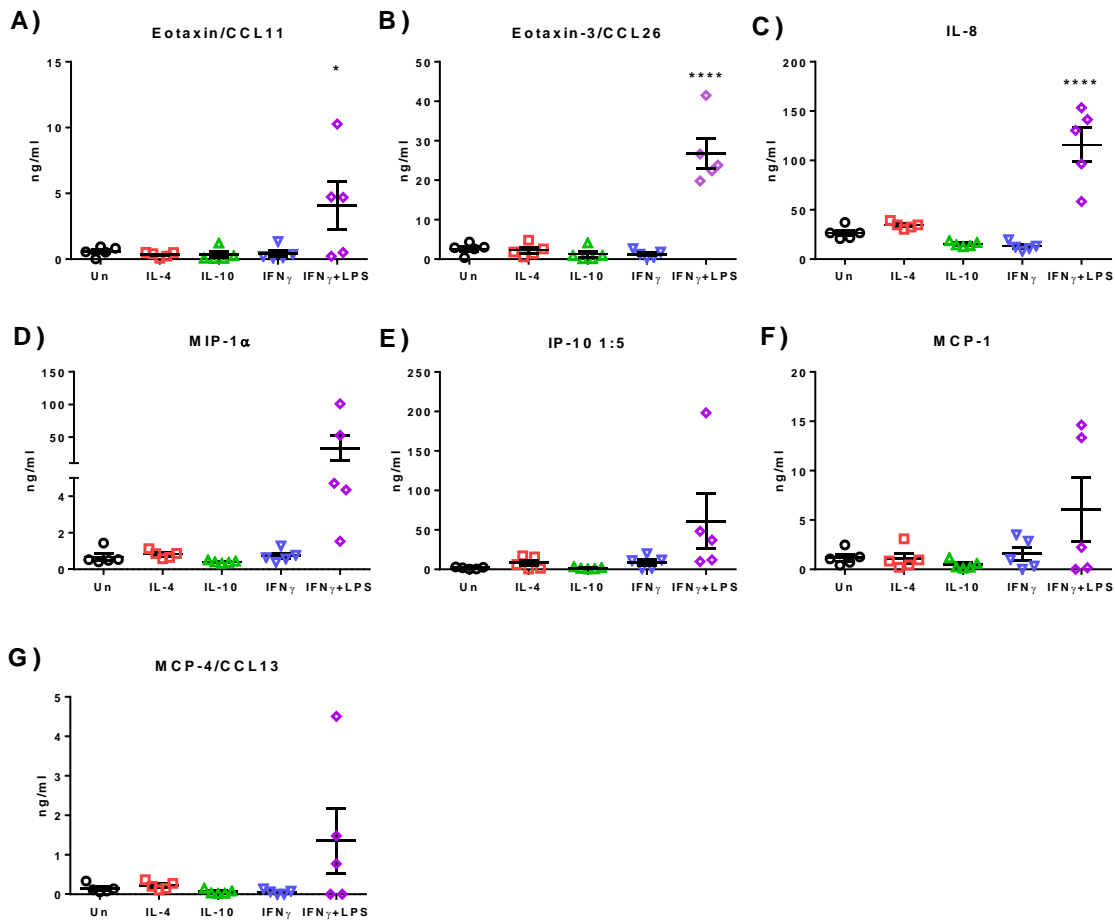 A)
Eotaxin/CCL11
*
15
10
5
0
ng/ml
Un IL-4 IL-10 IFNγ IFNγ+LPS
B)
Eotaxin-3/CCL26
****
50
40
30
20
10
0
ng/ml
Un IL-4 IL-10 IFNγ IFNγ+LPS
C)
IL-8
****
200
150
100
50
0
ng/ml
Un IL-4 IL-10 IFNγ IFNγ+LPS
D)
MIP-1α
150
100
50
4
2
0
ng/ml
Un IL-4 IL-10 IFNγ IFNγ+LPS
E)
IP-10 1:5
250
200
150
100
50
0
ng/ml
Un IL-4 IL-10 IFNγ IFNγ+LPS
F)
MCP-1
20
15
10
5
0
ng/ml
Un IL-4 IL-10 IFNγ IFNγ+LPS
G)
MCP-4/CCL13
5
4
3
2
1
0
ng/ml
Un IL-4 IL-10 IFNγ IFNγ+LPS